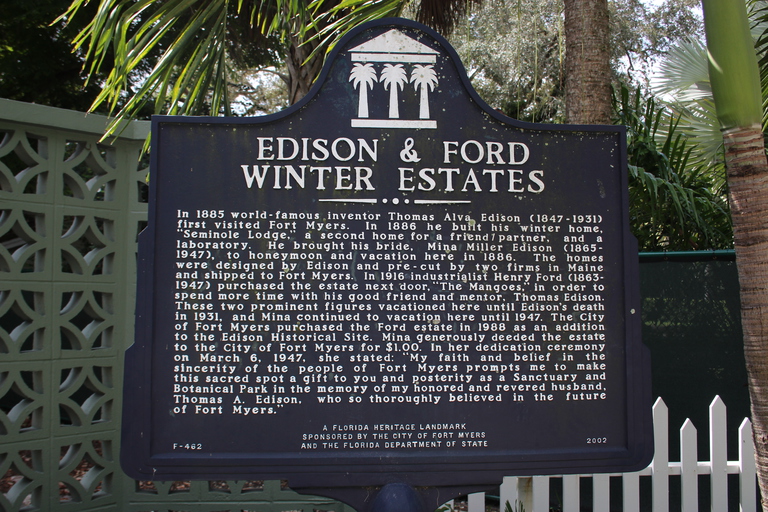 EDISON & FORD
WINTER ESTATES
In 1885 world-famous inventor Thomas Alva Edison (1847-1931)
first visited Fort Myers. In 1886 he built his winter home,
"Seminole Lodge," a second home for a friend/partner, and a
laboratory. He brought his bride, Mina Miller Edison (1865-
1947), to honeymoon and vacation here in 1886. The homes
were designed by Edison and pre-cut by two firms in Maine
and shipped to Fort Myers. In 1916 industrialist Henry Ford (1863-
1947) purchased the estate next door, "The Mangoes," in order to
spend more time with his good friend and mentor, Thomas Edison.
These two prominent figures vacationed here until Edison's death
in 1931, and Mina continued to vacation here until 1947. The City
of Fort Myers purchased the Ford estate in 1988 as an addition
to the Edison Historical Site. Mina generously deeded the estate
to the City of Fort Myers for $1.00. In her dedication ceremony
on March 6, 1947, she stated: "My faith and belief in the
sincerity of the people of Fort Myers prompts me to make
this sacred spot a gift to you and posterity as a Sanctuary and
Botanical Park in the memory of my honored and revered husband,
Thomas A. Edison, who so thoroughly believed in the future
of Fort Myers."
A FLORIDA HERITAGE LANDMARK
SPONSORED BY THE CITY OF FORT MYERS
AND THE FLORIDA DEPARTMENT OF STATE
F-462
2002